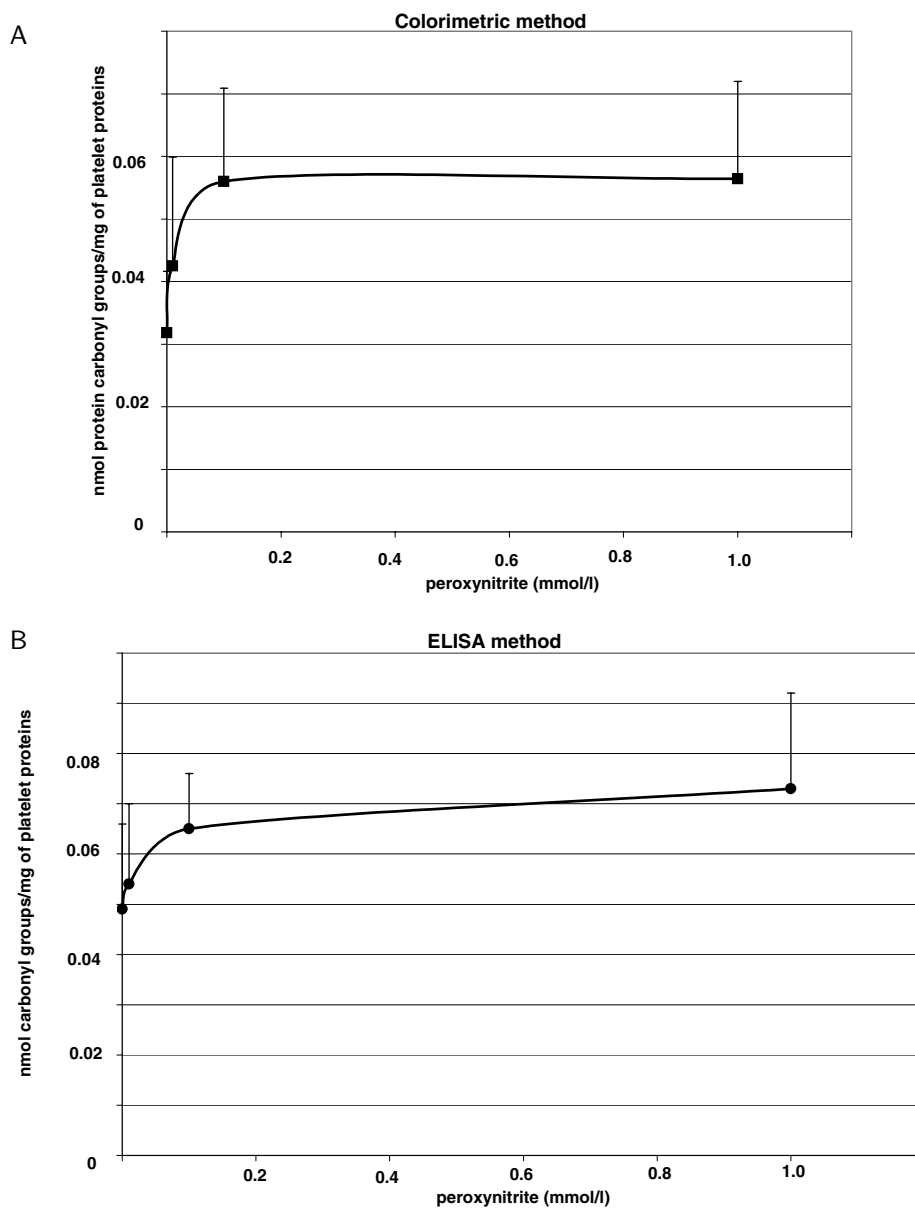 A
Colorimetric method
nmol protein carbonyl groups/mg of platelet proteins
0.06
0.04
0.02
0
0.2 0.4 0.6 0.8 1.0
peroxynitrite (mmol/l)
B
ELISA method
nmol carbonyl groups/mg of platelet proteins
0.08
0.06
0.04
0.02
0
0.2 0.4 0.6 0.8 1.0
peroxynitrite (mmol/l)